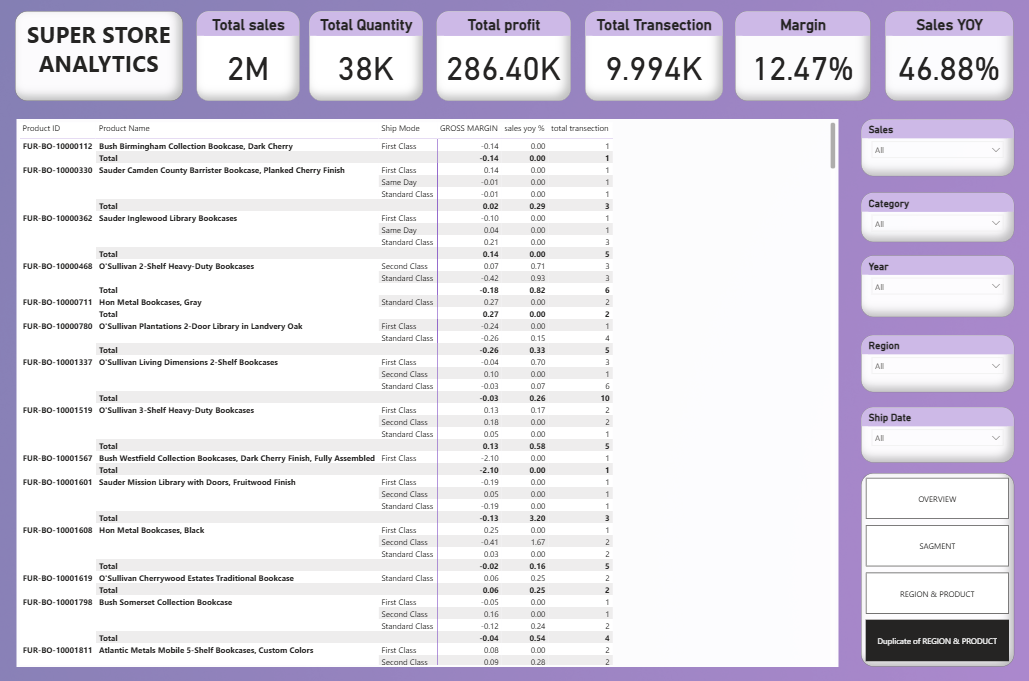 SUPER STORE
ANALYTICS
Total sales
2M
Total Quantity
38K
Total profit
286.40K
Total Transection
9.994K
Margin
12.47%
Sales YOY
46.88%
Product ID Product Name Ship Mode GROSS MARGIN sales yoy % total transection
FUR-BO-10000112 Bush Birmingham Collection Bookcase, Dark Cherry First Class -0.14 0.00 1
Total -0.14 0.00 1
FUR-BO-10000330 Sauder Camden County Barrister Bookcase, Planked Cherry Finish First Class 0.14 0.00 1
Same Day -0.01 0.00 1
Standard Class -0.01 0.00 1
Total 0.02 0.29 3
FUR-BO-10000362 Sauder Inglewood Library Bookcases First Class -0.10 0.00 1
Same Day 0.04 0.00 1
Standard Class 0.21 0.00 3
Total 0.14 0.00 5
FUR-BO-10000468 O'Sullivan 2-Shelf Heavy-Duty Bookcases Second Class 0.07 0.71 3
Standard Class -0.42 0.93 3
Total -0.18 0.82 6
FUR-BO-10000711 Hon Metal Bookcases, Gray Standard Class 0.27 0.00 2
Total 0.27 0.00 2
FUR-BO-10000780 O'Sullivan Plantations 2-Door Library in Landvery Oak First Class -0.24 0.00 1
Standard Class -0.26 0.15 4
Total -0.26 0.33 5
FUR-BO-10001337 O'Sullivan Living Dimensions 2-Shelf Bookcases First Class -0.04 0.70 3
Second Class 0.10 0.00 1
Standard Class -0.03 0.07 6
Total -0.03 0.26 10
FUR-BO-10001519 O'Sullivan 3-Shelf Heavy-Duty Bookcases First Class 0.13 0.17 2
Second Class 0.18 0.00 2
Standard Class 0.05 0.00 1
Total 0.13 0.58 5
FUR-BO-10001567 Bush Westfield Collection Bookcases, Dark Cherry Finish, Fully Assembled First Class -2.10 0.00 1
Total -2.10 0.00 1
FUR-BO-10001601 Sauder Mission Library with Doors, Fruitwood Finish First Class -0.19 0.00 1
Second Class 0.05 0.00 1
Standard Class -0.19 0.00 1
Total -0.13 3.20 3
FUR-BO-10001608 Hon Metal Bookcases, Black First Class 0.25 0.00 1
Second Class -0.41 1.67 2
Standard Class 0.03 0.00 2
Total -0.02 0.16 5
FUR-BO-10001619 O'Sullivan Cherrywood Estates Traditional Bookcase Standard Class 0.06 0.25 2
Total 0.06 0.25 2
FUR-BO-10001798 Bush Somerset Collection Bookcase First Class -0.05 0.00 1
Second Class 0.16 0.00 1
Standard Class -0.12 0.24 2
Total -0.04 0.54 4
FUR-BO-10001811 Atlantic Metals Mobile 5-Shelf Bookcases, Custom Colors First Class 0.08 0.00 2
Second Class 0.09 0.28 2
Sales
All
Category
All
Year
All
Region
All
Ship Date
All
OVERVIEW
SAGMENT
REGION & PRODUCT
Duplicate of REGION & PRODUCT